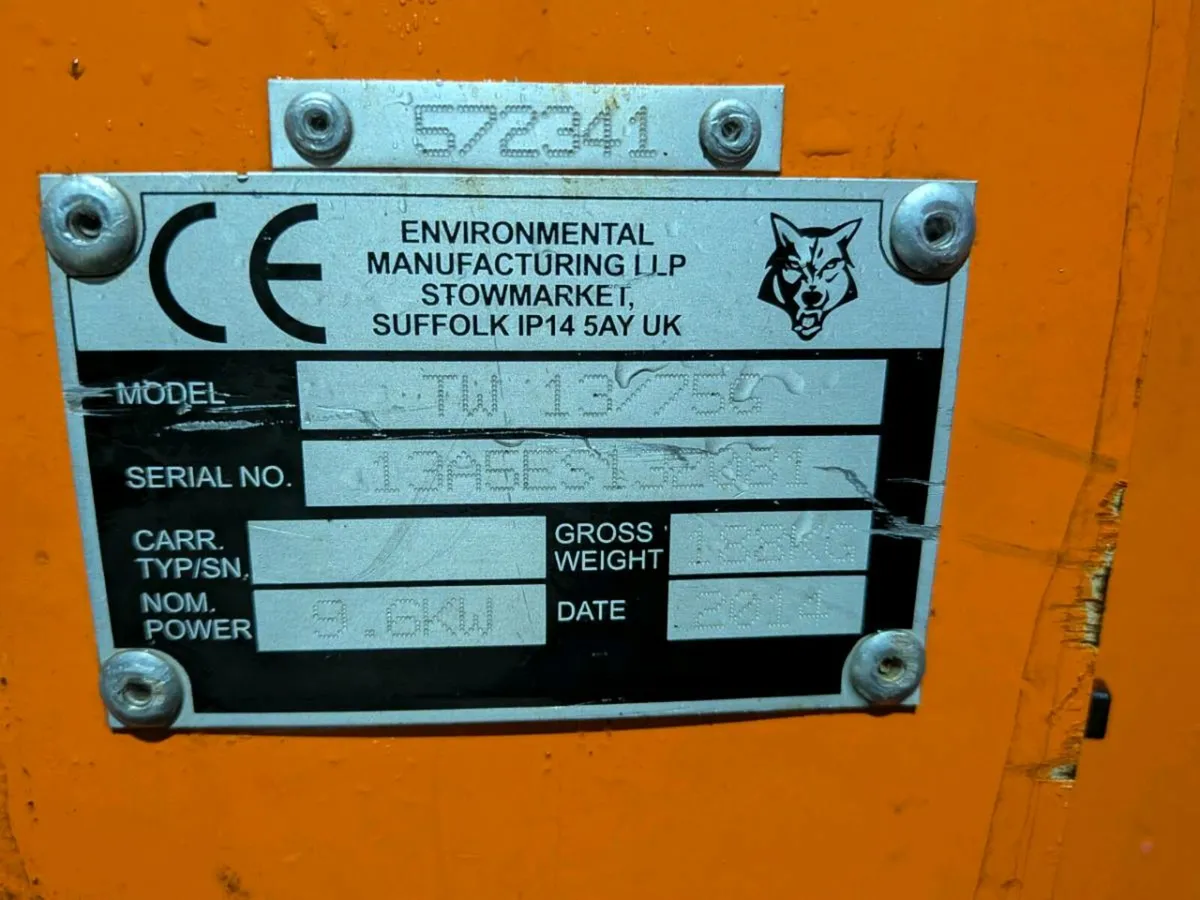 572341
CE
ENVIRONMENTAL
MANUFACTURING LLP
STOWMARKET,
SUFFOLK IP14 5AY UK
MODEL TW 13/75G
SERIAL NO.
CARR.
TYP/SN.
GROSS
WEIGHT 188KG
NOM.
POWER 9.6KW
DATE 2014